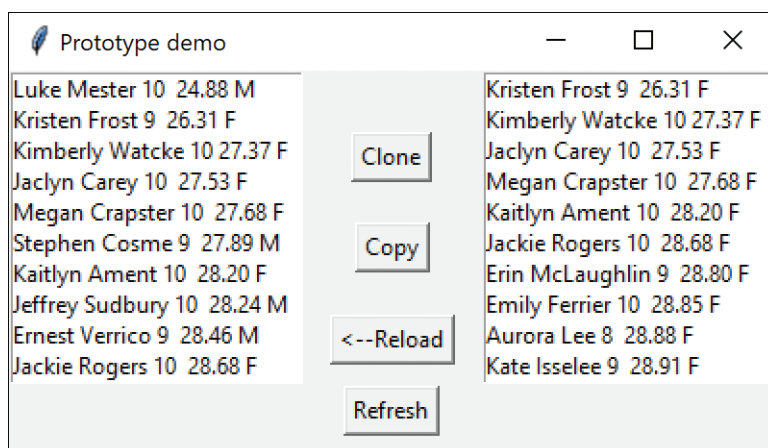 Prototype demo
Luke Mester 10  24.88 M
Kristen Frost 9  26.31 F
Kimberly Watcke 10 27.37 F
Jaclyn Carey 10  27.53 F
Megan Crapster 10  27.68 F
Stephen Cosme 9  27.89 M
Kaitlyn Ament 10  28.20 F
Jeffrey Sudbury 10  28.24 M
Ernest Verrico 9  28.46 M
Jackie Rogers 10  28.68 F
Clone
Copy
<--Reload
Refresh
Kristen Frost 9  26.31 F
Kimberly Watcke 10 27.37 F
Jaclyn Carey 10  27.53 F
Megan Crapster 10  27.68 F
Kaitlyn Ament 10  28.20 F
Jackie Rogers 10  28.68 F
Erin McLaughlin 9  28.80 F
Emily Ferrier 10  28.85 F
Aurora Lee 8  28.88 F
Kate Isselee 9  28.91 F